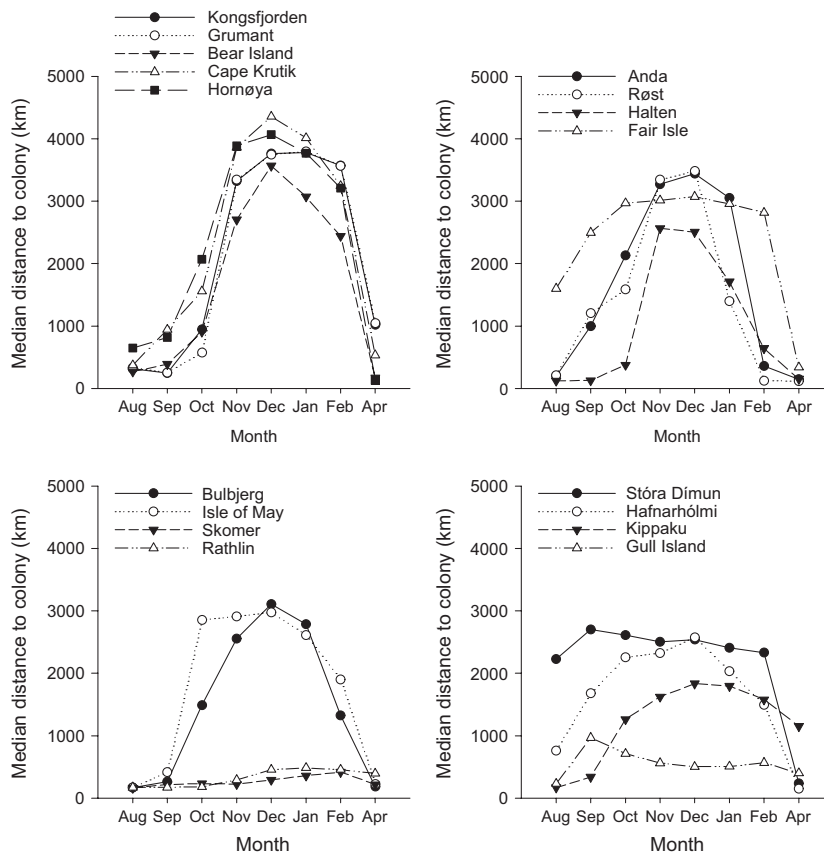 Kongsfjorden
Grumant
Bear Island
Cape Krutik
Hornøya
Median distance to colony (km)
5000
4000
3000
2000
1000
0
Aug Sep Oct Nov Dec Jan Feb Apr
Month
Anda
Røst
Halten
Fair Isle
Median distance to colony (km)
5000
4000
3000
2000
1000
0
Aug Sep Oct Nov Dec Jan Feb Apr
Month
Bulbjerg
Isle of May
Skomer
Rathlin
Median distance to colony (km)
5000
4000
3000
2000
1000
0
Aug Sep Oct Nov Dec Jan Feb Apr
Month
Stóra Dímun
Hafnarhólmi
Kippaku
Gull Island
Median distance to colony (km)
5000
4000
3000
2000
1000
0
Aug Sep Oct Nov Dec Jan Feb Apr
Month